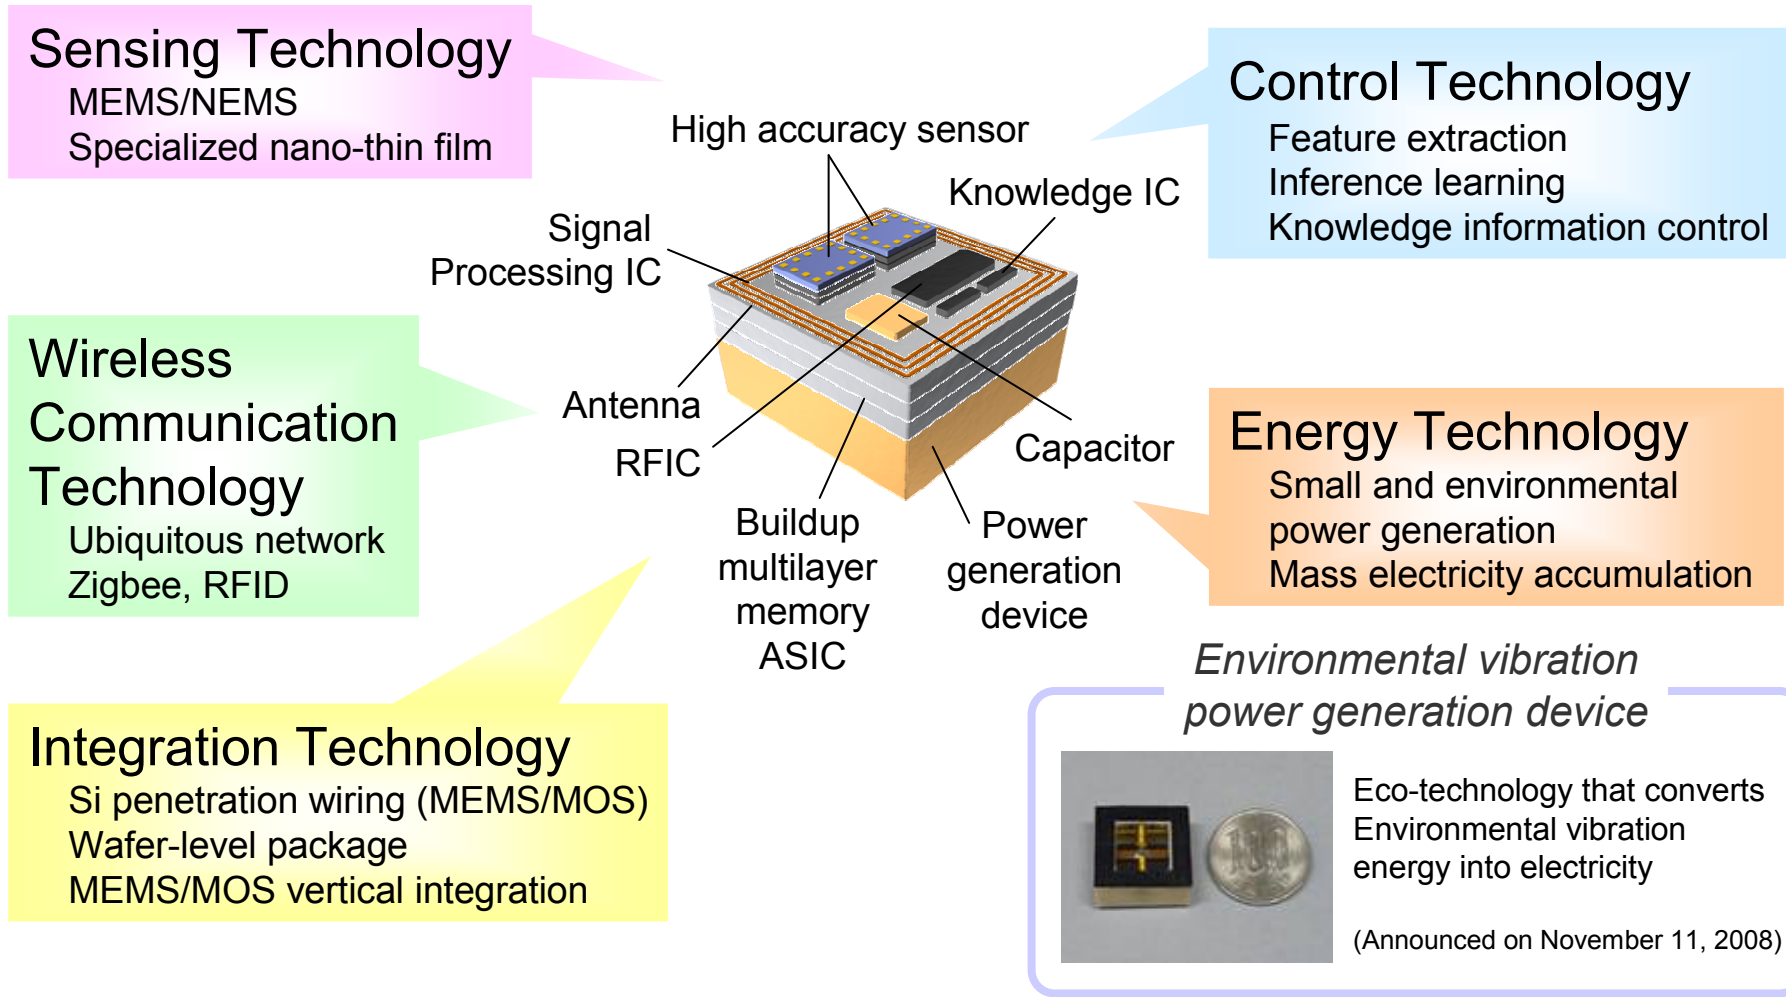 Sensing Technology
MEMS/NEMS
Specialized nano-thin film
Control Technology
Feature extraction
Inference learning
Knowledge information control
High accuracy sensor
Knowledge IC
Signal
Processing IC
Antenna
RFIC
Capacitor
Buildup
multilayer
memory
ASIC
Power
generation
device
Wireless
Communication
Technology
Ubiquitous network
Zigbee, RFID
Energy Technology
Small and environmental
power generation
Mass electricity accumulation
Integration Technology
Si penetration wiring (MEMS/MOS)
Wafer-level package
MEMS/MOS vertical integration
Environmental vibration
power generation device
100
Eco-technology that converts
Environmental vibration
energy into electricity
(Announced on November 11, 2008)